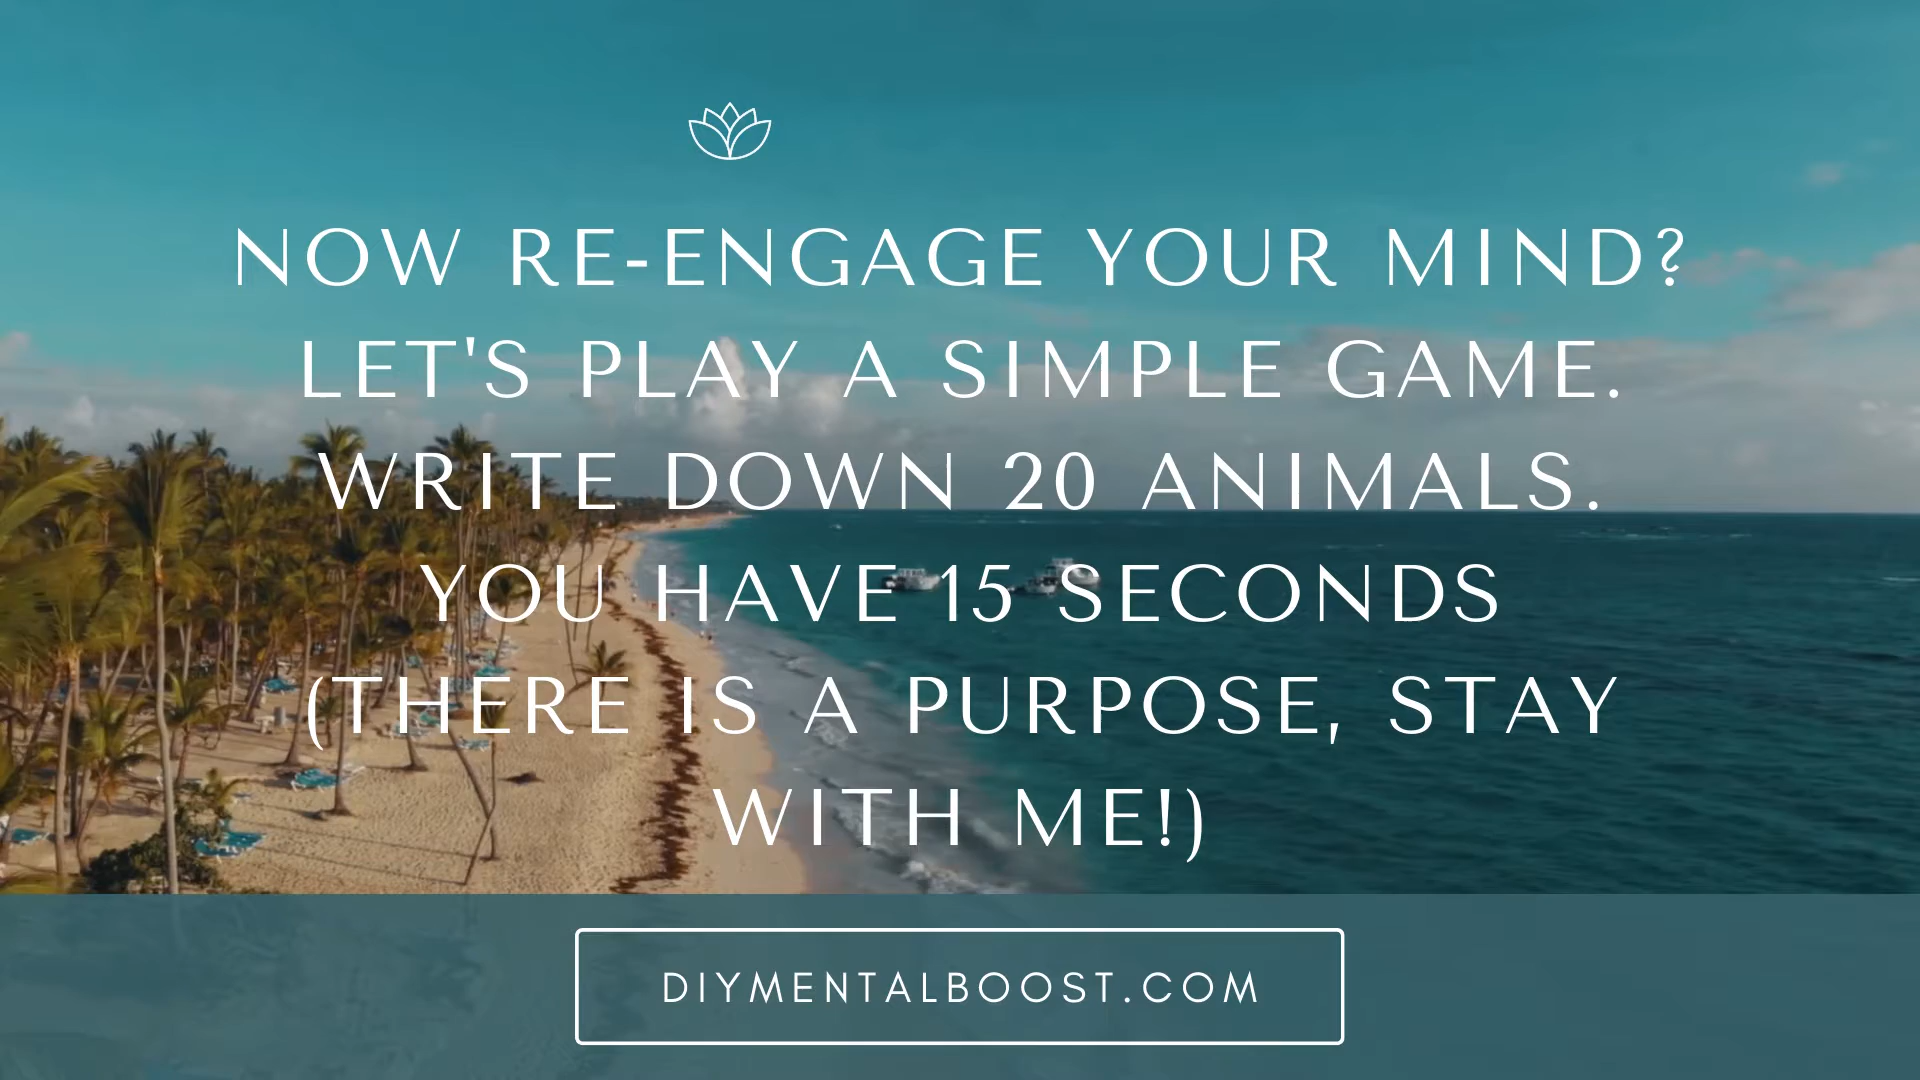 NOW RE-ENGAGE YOUR MIND?
LET'S PLAY A SIMPLE GAME.
WRITE DOWN 20 ANIMALS.
YOU HAVE 15 SECONDS
(THERE IS A PURPOSE, STAY
WITH ME!)
DIYMENTALBOOST.COM